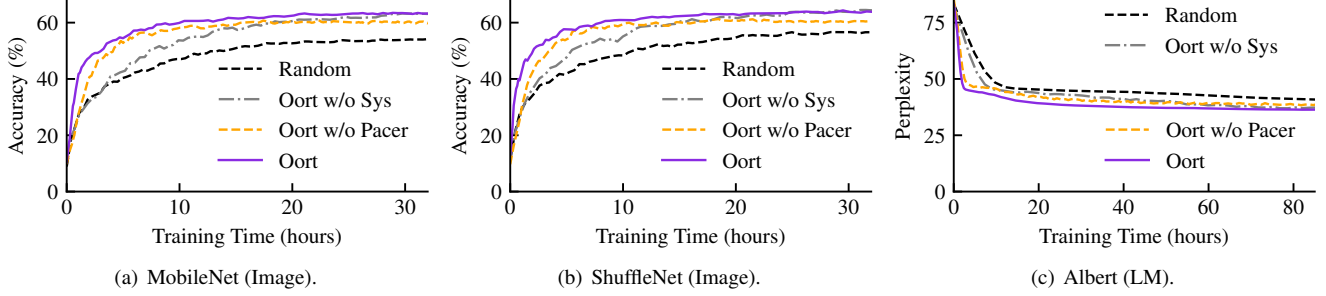 Accuracy (%)
60
40
20
0
0
10
20
30
Random
Oort w/o Sys
Oort w/o Pacer
Oort
Training Time (hours)
(a) MobileNet (Image).
Accuracy (%)
60
40
20
0
0
10
20
30
Random
Oort w/o Sys
Oort w/o Pacer
Oort
Training Time (hours)
(b) ShuffleNet (Image).
Perplexity
75
50
25
0
0
20
40
60
80
Random
Oort w/o Sys
Oort w/o Pacer
Oort
Training Time (hours)
(c) Albert (LM).